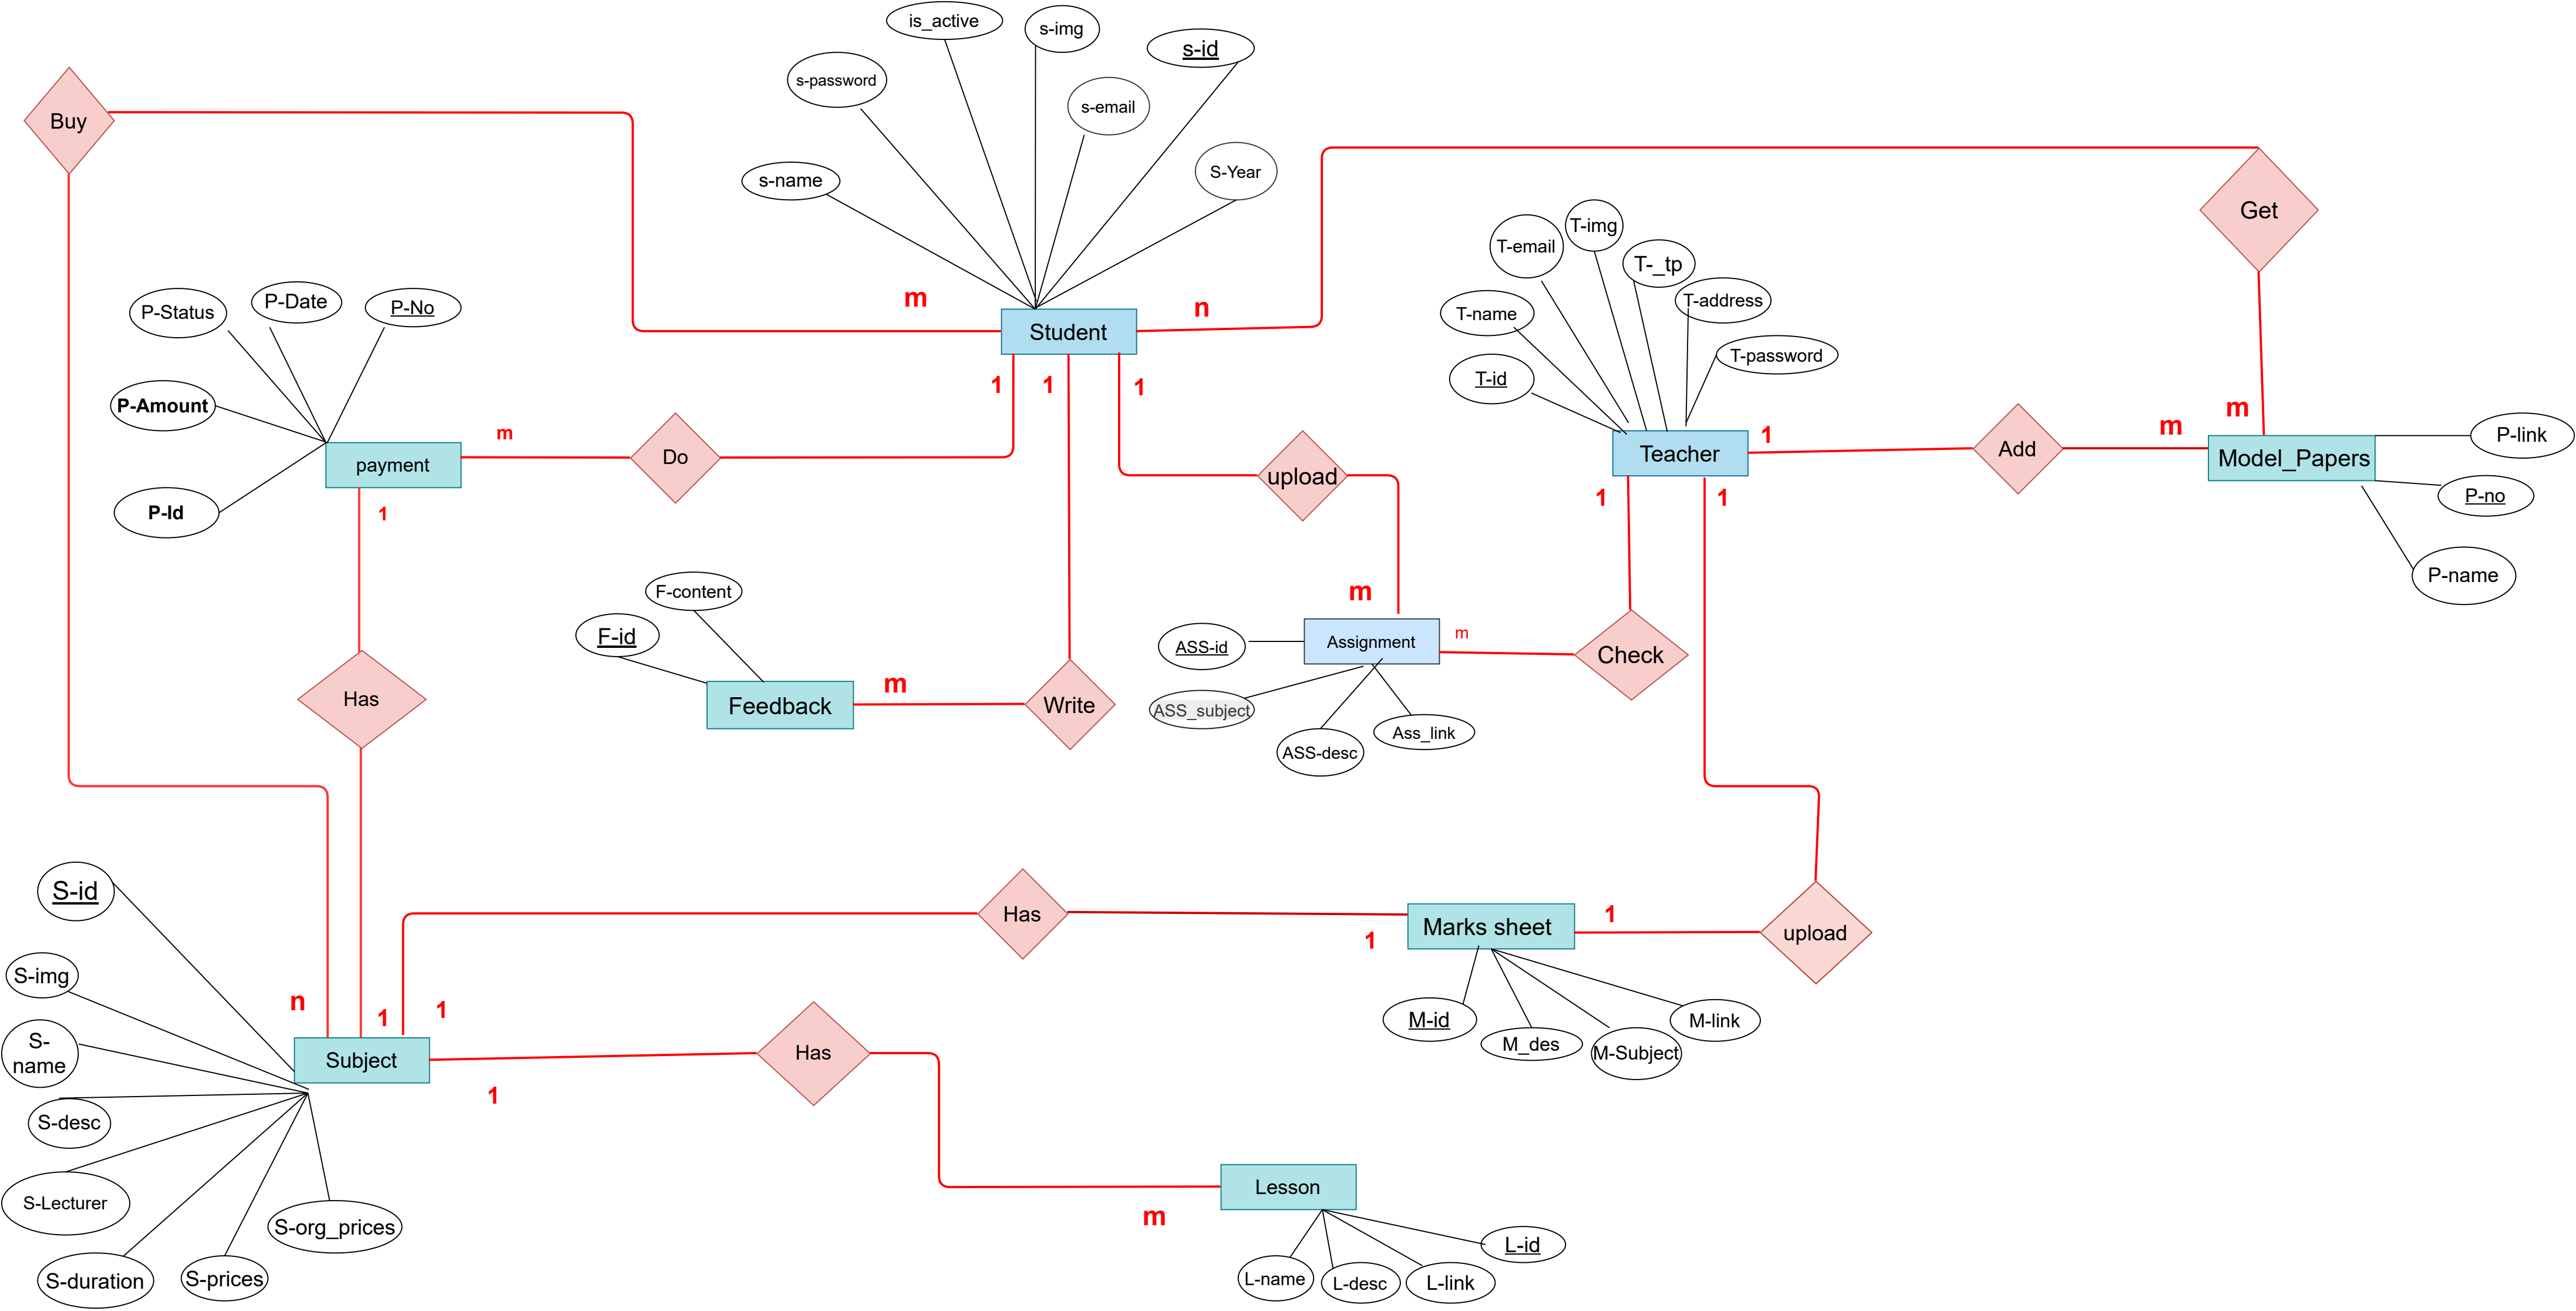 is_active
s-img
s-id
s-password
s-email
Buy
s-name
S-Year
Get
T-img
T-email
T-_tp
T-address
P-Status
P-Date
P-No
m
n
T-name
Student
T-password
1
1
1
T-id
P-Amount
m
Do
payment
1
upload
Teacher
1
Add
m
m
Model_Papers
P-link
P-no
P-Id
1
1
P-name
F-content
F-id
m
ASS-id
Assignment
m
Check
Has
Feedback
m
Write
ASS_subject
ASS-desc
Ass_link
S-id
Has
1
Marks sheet
1
upload
S-img
n
1
1
M-id
M_des
M-Subject
M-link
S-
name
Subject
1
Has
S-desc
S-Lecturer
S-org_prices
S-duration
S-prices
m
Lesson
L-id
L-name
L-desc
L-link